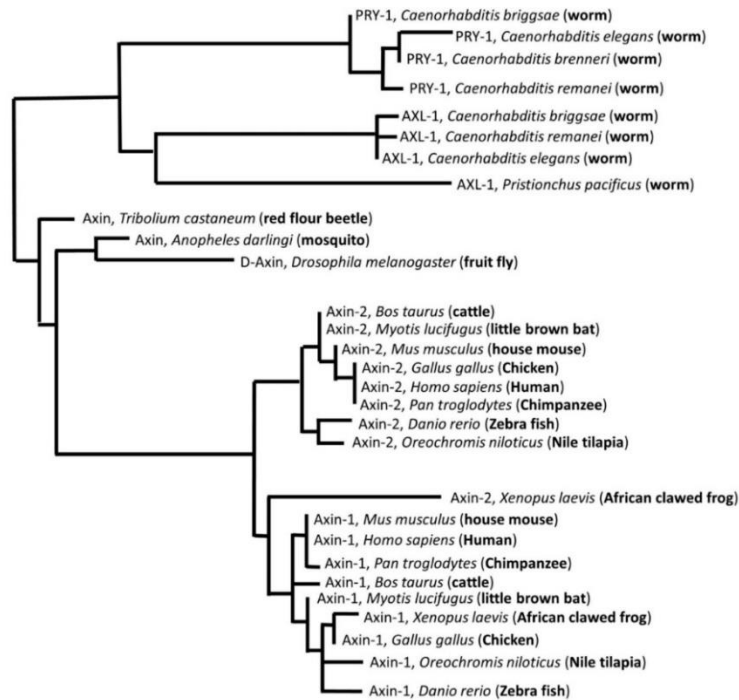 PRY-1, Caenorhabditis briggsae (worm)
PRY-1, Caenorhabditis elegans (worm)
PRY-1, Caenorhabditis brenneri (worm)
PRY-1, Caenorhabditis remanei (worm)
AXL-1, Caenorhabditis briggsae (worm)
AXL-1, Caenorhabditis remanei (worm)
AXL-1, Caenorhabditis elegans (worm)
AXL-1, Pristionchus pacificus (worm)
Axin, Tribolium castaneum (red flour beetle)
Axin, Anopheles darlingi (mosquito)
D-Axin, Drosophila melanogaster (fruit fly)
Axin-2, Bos taurus (cattle)
Axin-2, Myotis lucifugus (little brown bat)
Axin-2, Mus musculus (house mouse)
Axin-2, Gallus gallus (Chicken)
Axin-2, Homo sapiens (Human)
Axin-2, Pan troglodytes (Chimpanzee)
Axin-2, Danio rerio (Zebra fish)
Axin-2, Oreochromis niloticus (Nile tilapia)
Axin-2, Xenopus laevis (African clawed frog)
Axin-1, Mus musculus (house mouse)
Axin-1, Homo sapiens (Human)
Axin-1, Pan troglodytes (Chimpanzee)
Axin-1, Bos taurus (cattle)
Axin-1, Myotis lucifugus (little brown bat)
Axin-1, Xenopus laevis (African clawed frog)
Axin-1, Gallus gallus (Chicken)
Axin-1, Oreochromis niloticus (Nile tilapia)
Axin-1, Danio rerio (Zebra fish)